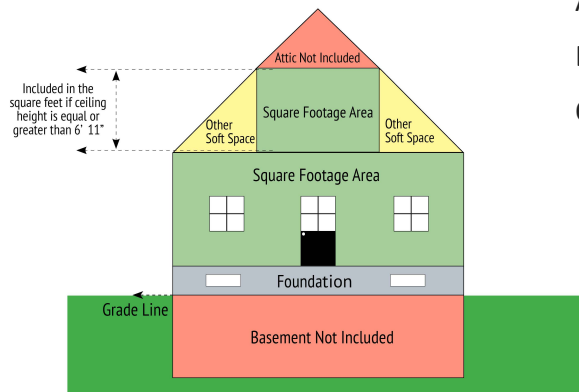 Attic Not Included
Included in the
square feet if ceiling
height is equal or
greater than 6' 11"
Square Footage Area
Other
Soft Space
Other
Soft Space
Square Footage Area
Foundation
Grade Line
Basement Not Included